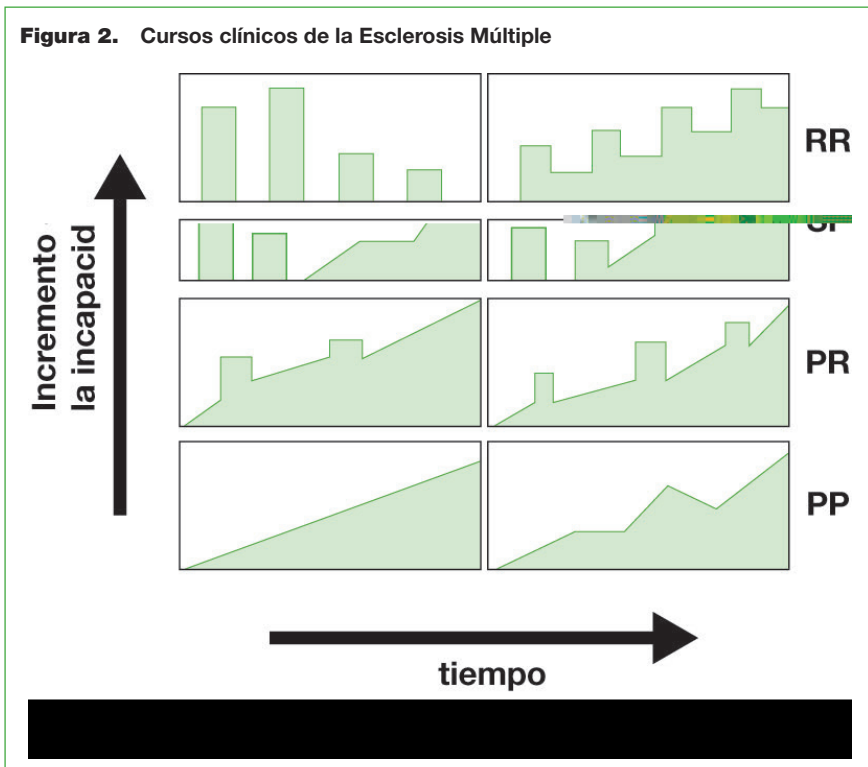 Figura 2. Cursos clínicos de la Esclerosis Múltiple
RR
PR
PP
Incremento
la incapacid
tiempo